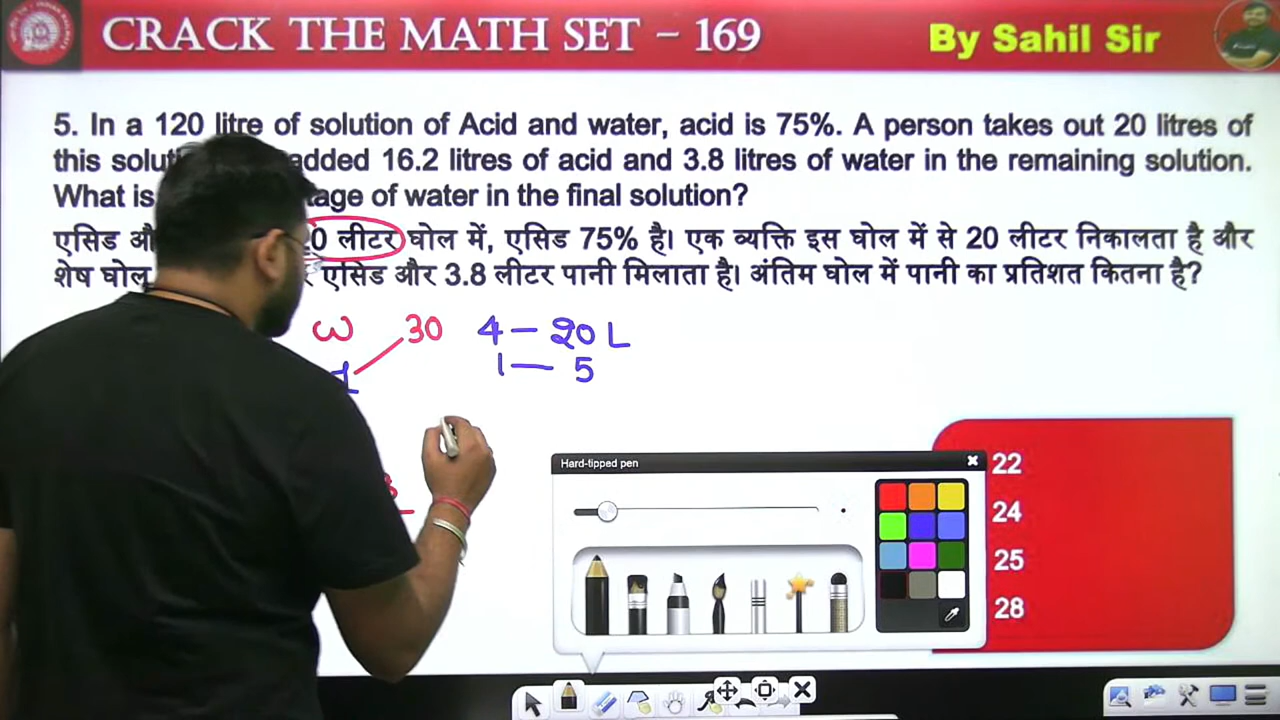 CRACK THE MATH SET – 169
By Sahil Sir
5. In a 120 litre of solution of Acid and water, acid is 75%. A person takes out 20 litres of
this solut added 16.2 litres of acid and 3.8 litres of water in the remaining solution.
What is tage of water in the final solution?
एसिड औ 0 लीटर घोल में, एसिड 75% है। एक व्यक्ति इस घोल में से 20 लीटर निकालता है और
शेष घोल एसिड और 3.8 लीटर पानी मिलाता है। अंतिम घोल में पानी का प्रतिशत कितना है?
W 30 4 – 20 L
1 1 — 5
Hard-tipped pen
22
24
25
28